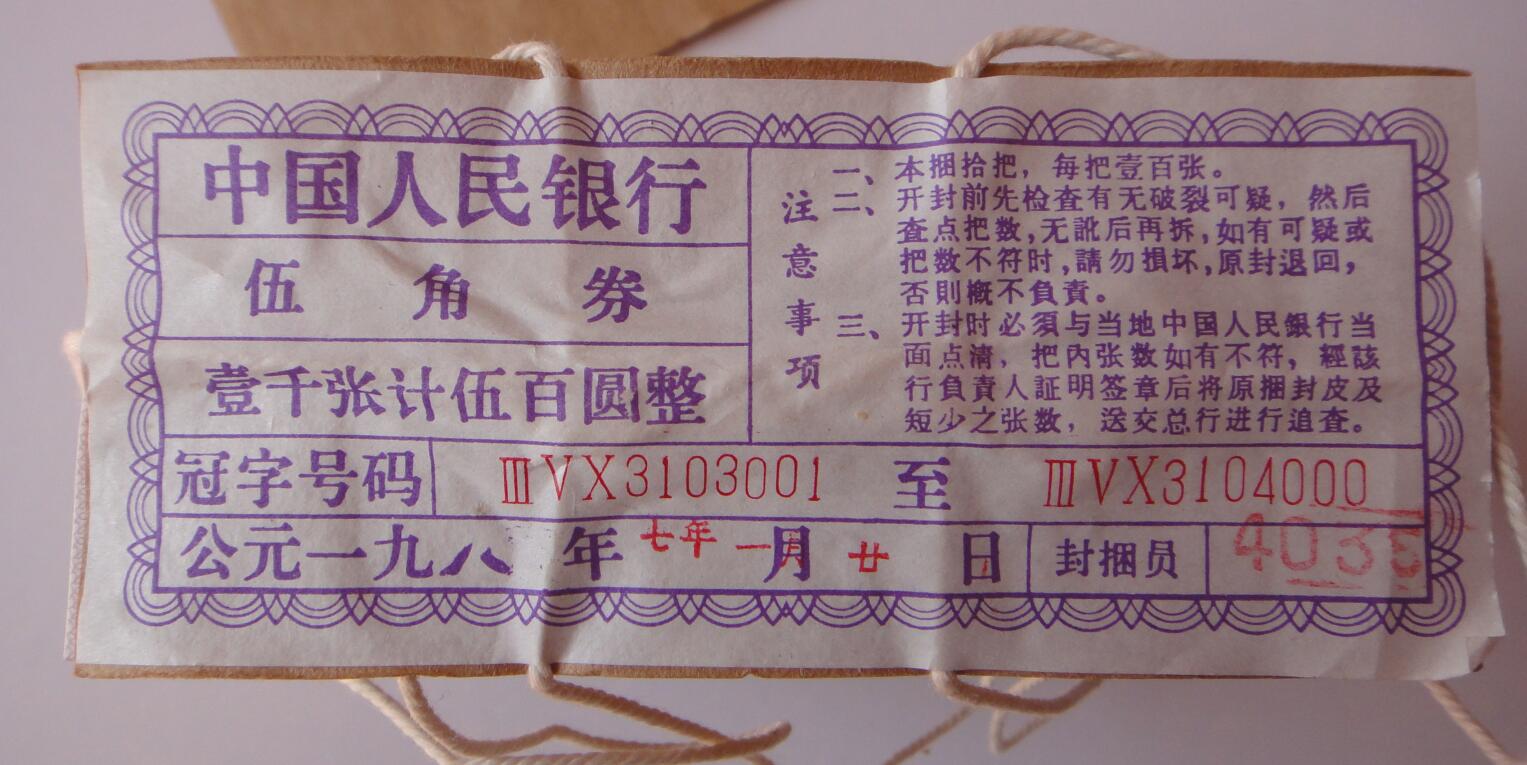 中国人民银行
伍角券
壹千张计伍百圆整
注意事项
一、本捆拾把，每把壹百张。
二、开封前先检查有无破裂可疑，然后
查点把数，无訛后再拆，如有可疑或
把数不符时，請勿損坏，原封退回，
否則概不負責。
三、开封时必須与当地中国人民銀行当
面点清，把内张数如有不符，經該
行負責人証明签章后将原捆封皮及
短少之张数，送交总行进行追查。
冠字号码 ⅢⅤⅩ3103001 至 ⅢⅤⅩ3104000
公元一九八七年一月廿日 封捆员 4035